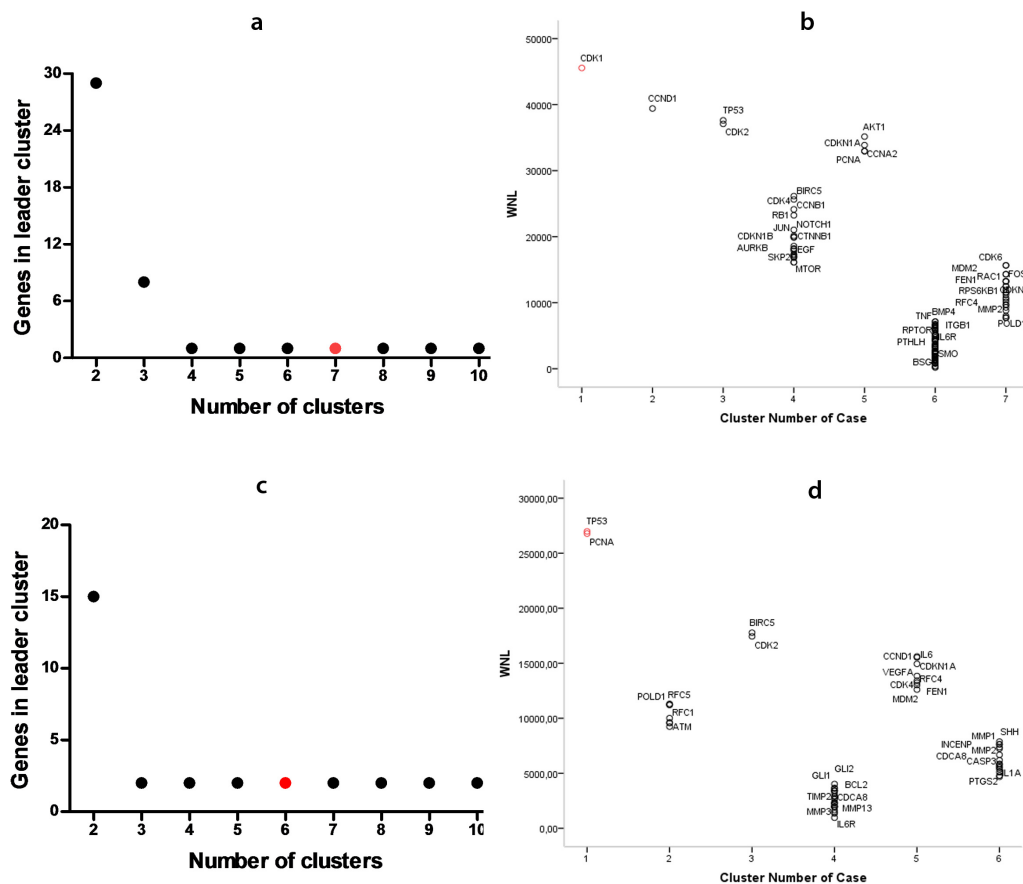 a
Genes in leader cluster
30
24
18
12
6
0
2 3 4 5 6 7 8 9 10
Number of clusters
b
WNL
50000
40000
30000
20000
10000
0
CDK1
CCND1
TP53
CDK2
AKT1
CDKN1A
CCNA2
PCNA
BIRC5
CDK4
CCNB1
RB1
NOTCH1
JUN
CDKN1B
CTNNB1
AURKB
EGF
SKP2
MTOR
CDK6
MDM2
RAC1
FOS
FEN1
RPS6KB1
CDKN
RFC4
MMP2
POLD1
BMP4
TNF
ITGB1
RPTOR
IL6R
PTHLH
SMO
BSG
1 2 3 4 5 6 7
Cluster Number of Case
c
Genes in leader cluster
20
15
10
5
0
2 3 4 5 6 7 8 9 10
Number of clusters
d
WNL
30000,00
25000,00
20000,00
15000,00
10000,00
5000,00
0,00
TP53
PCNA
BIRC5
CDK2
CCND1
IL6
CDKN1A
VEGFA
RFC4
CDK4
FEN1
MDM2
POLD1
RFC5
RFC1
ATM
SHH
MMP1
INCENP
MMP2
CDCA8
CASP3
IL1A
PTGS2
GLI2
GLI1
BCL2
TIMP2
CDCA8
MMP13
MMP3
IL6R
1 2 3 4 5 6
Cluster Number of Case